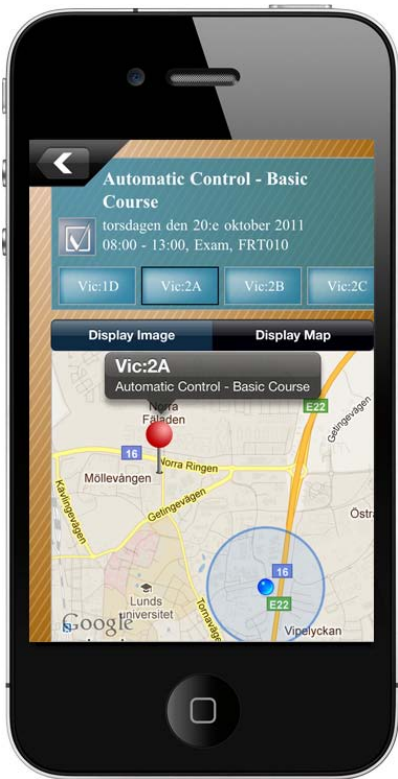 Automatic Control - Basic
Course
torsdagen den 20:e oktober 2011
08:00 - 13:00, Exam, FRT010
Vic:1D
Vic:2A
Vic:2B
Vic:2C
Display Image
Display Map
Vic:2A
Automatic Control - Basic Course
Norra
Fäladen
E22
Getingevägen
16
Norra Ringen
Möllevången
Kävlingevägen
Getingevägen
Östra
16
Lunds
universitet
E22
Tornavägen
Vipelyckan
Google